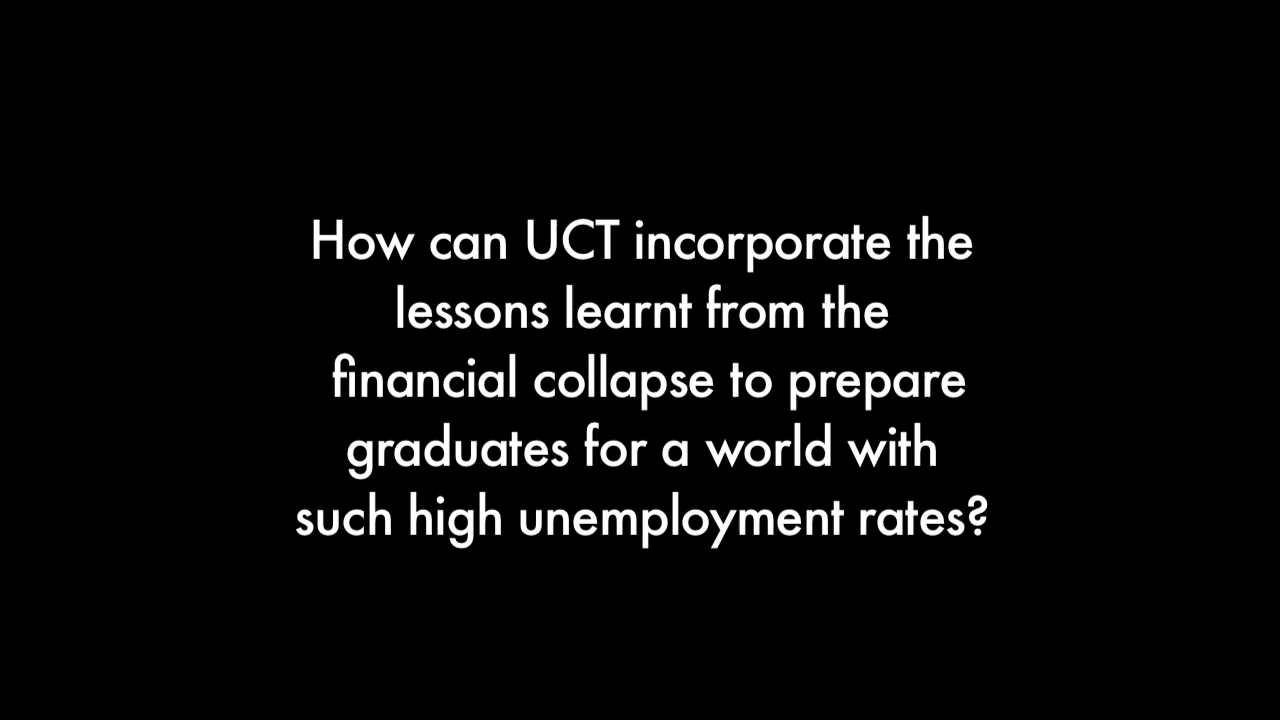 How can UCT incorporate the
lessons learnt from the
financial collapse to prepare
graduates for a world with
such high unemployment rates?